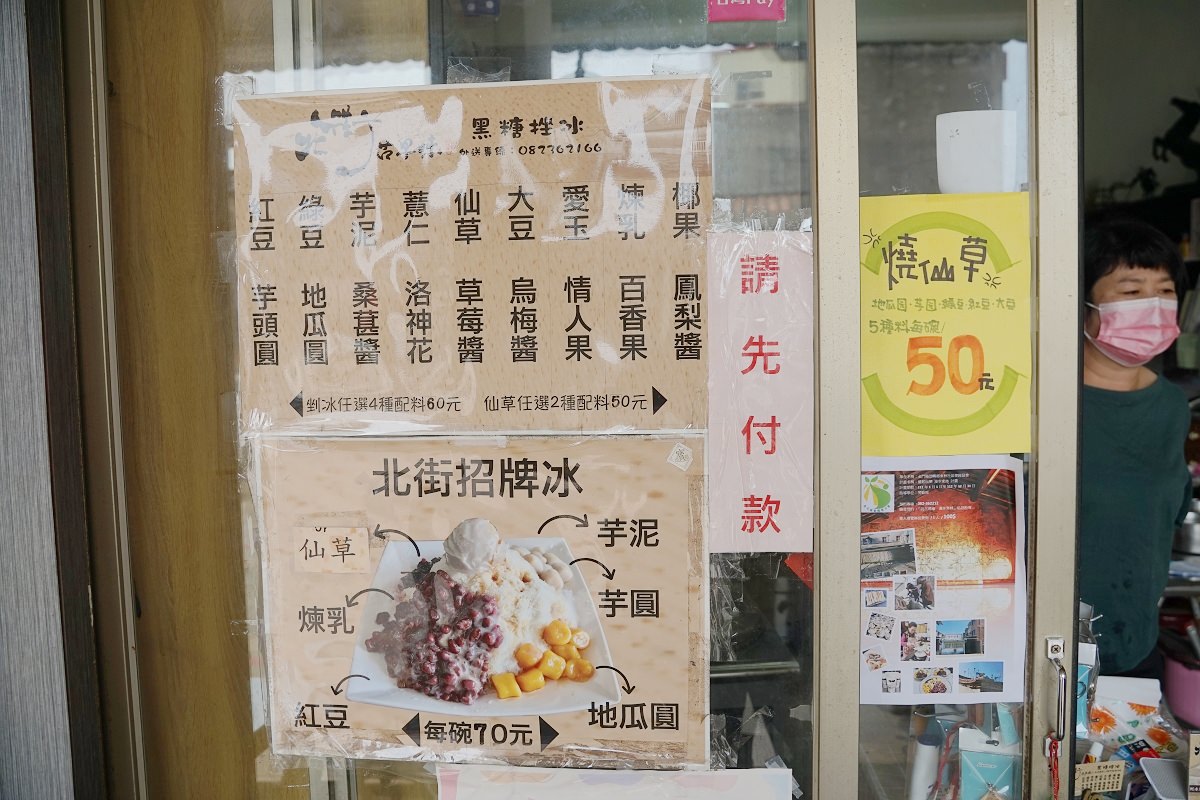 黑糖挫冰
外送專線:082362166
紅豆 綠豆 芋泥 薏仁 仙草 大豆 愛玉 煉乳 椰果
芋頭圓 地瓜圓 桑葚醬 洛神花 草莓醬 烏梅醬 情人果 百香果 鳳梨醬
剉冰任選4種配料60元 仙草任選2種配料50元
北街招牌冰
仙草
芋泥
芋圓
煉乳
紅豆
地瓜圓
每碗70元
請先付款
燒仙草
地瓜圓·芋圓·綠豆·紅豆·大豆
5種料每碗/
50元